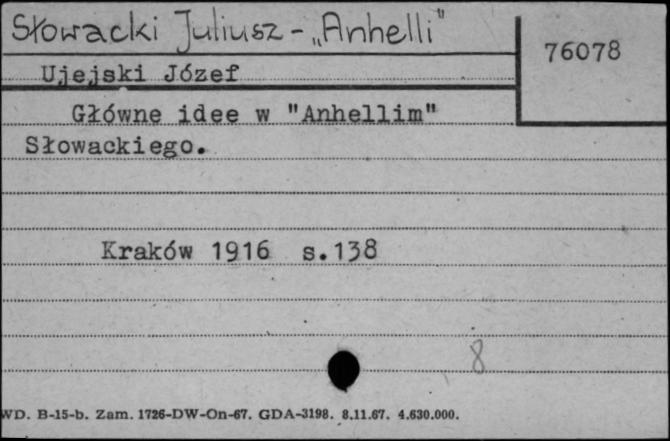 Słowacki Juliusz - „Anhelli"
76078
Ujejski Józef
Główne idee w "Anhellim"
Słowackiego.
Kraków 1916 s.138
8
WD. B-15-b. Zam. 1726-DW-On-67. GDA-3198. 8.11.67. 4.630.000.